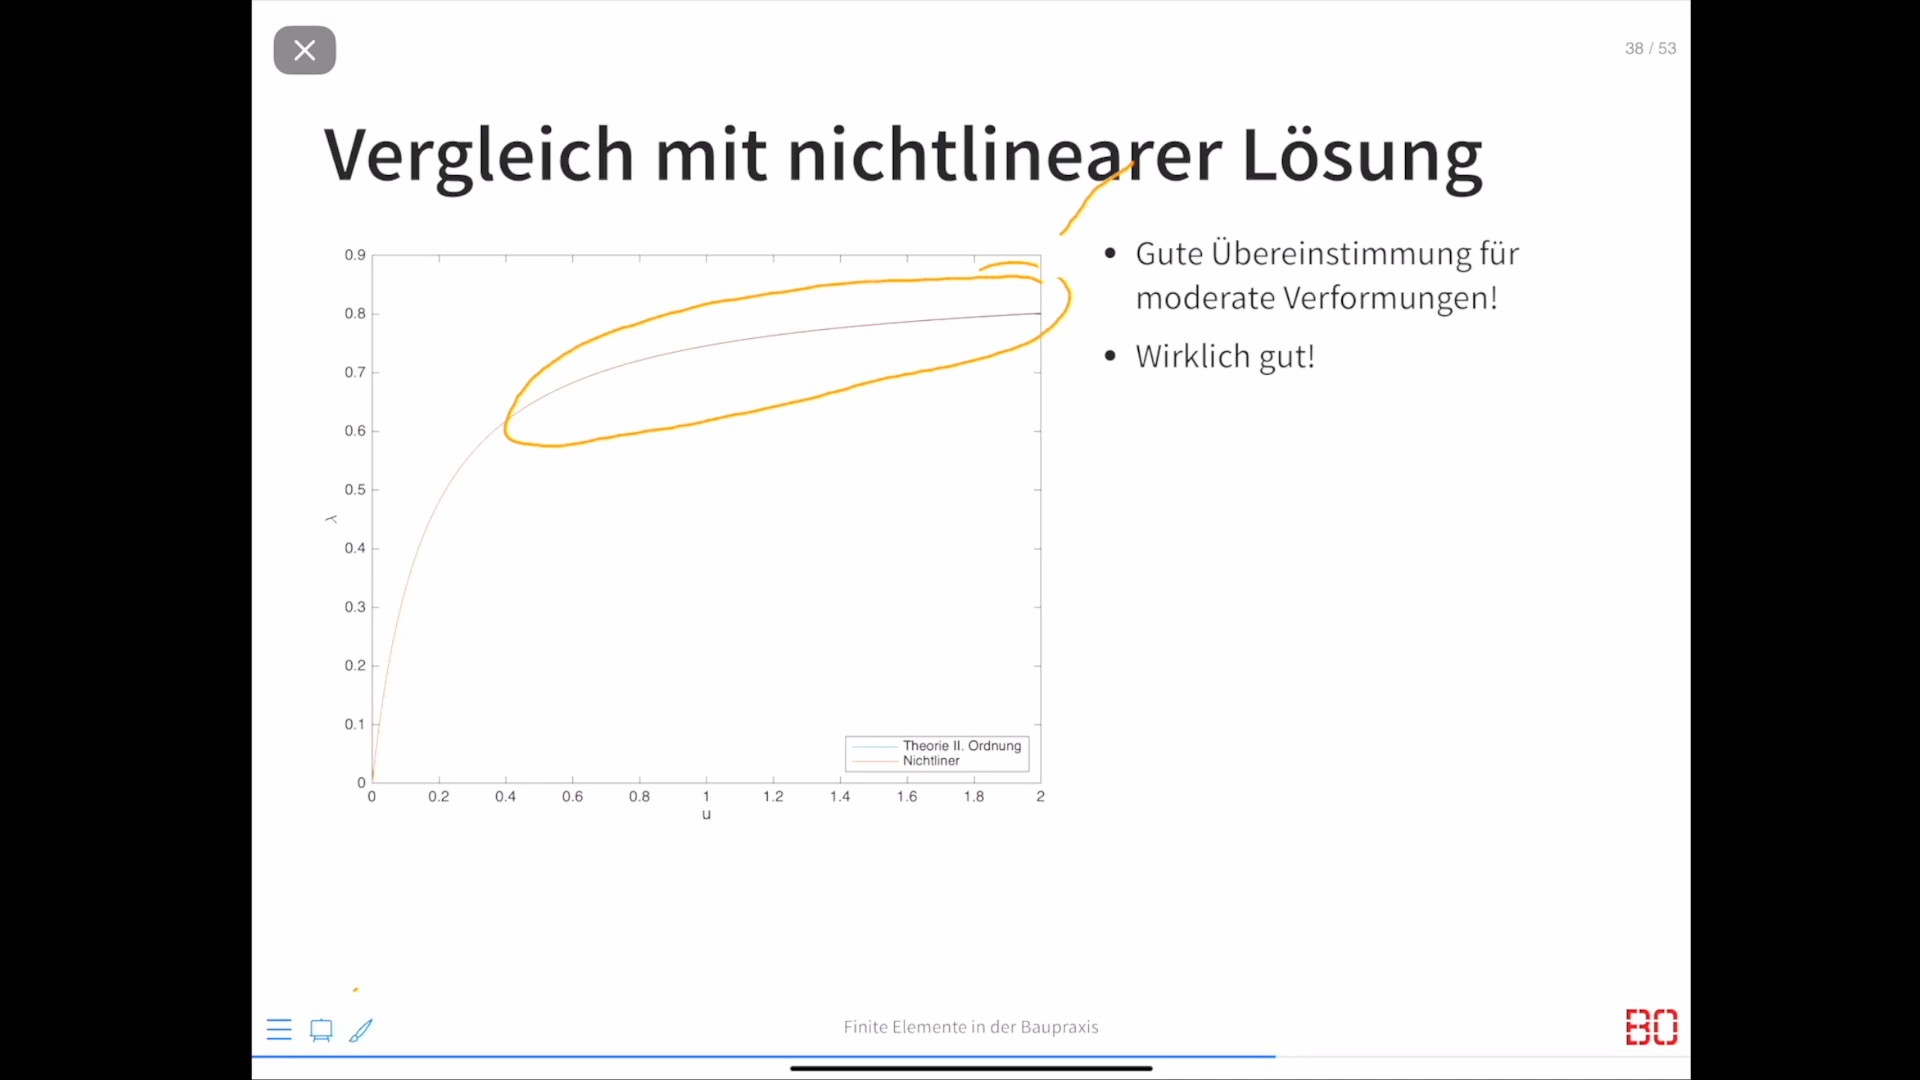 38 / 53
Vergleich mit nichtlinearer Lösung
Gute Übereinstimmung für
moderate Verformungen!
Wirklich gut!
0.9
0.8
0.7
0.6
0.5
0.4
0.3
0.2
0.1
0
λ
0 0.2 0.4 0.6 0.8 1 1.2 1.4 1.6 1.8 2
u
Theorie II. Ordnung
Nichtliner
Finite Elemente in der Baupraxis
BO